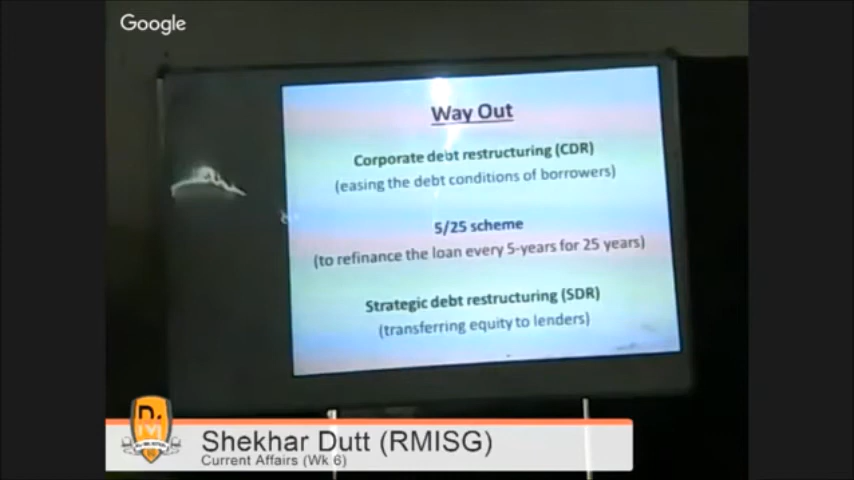 Google
Way Out
Corporate debt restructuring (CDR)
(easing the debt conditions of borrowers)
5/25 scheme
(to refinance the loan every 5-years for 25 years)
Strategic debt restructuring (SDR)
(transferring equity to lenders)
Shekhar Dutt (RMISG)
Current Affairs (Wk 6)